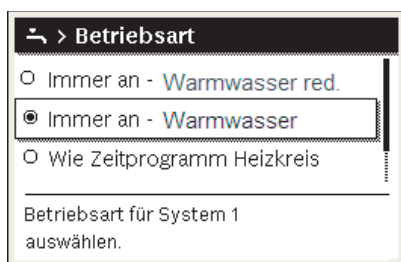 > Betriebsart
Immer an - Warmwasser red.
Immer an - Warmwasser
Wie Zeitprogramm Heizkreis
Betriebsart für System 1
auswählen.